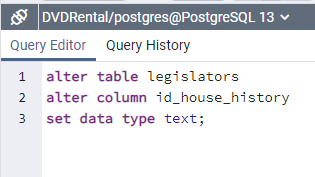 DVDRental/postgres@PostgreSQL 13
Query Editor Query History
1 alter table legislators
2 alter column id_house_history
3 set data type text;